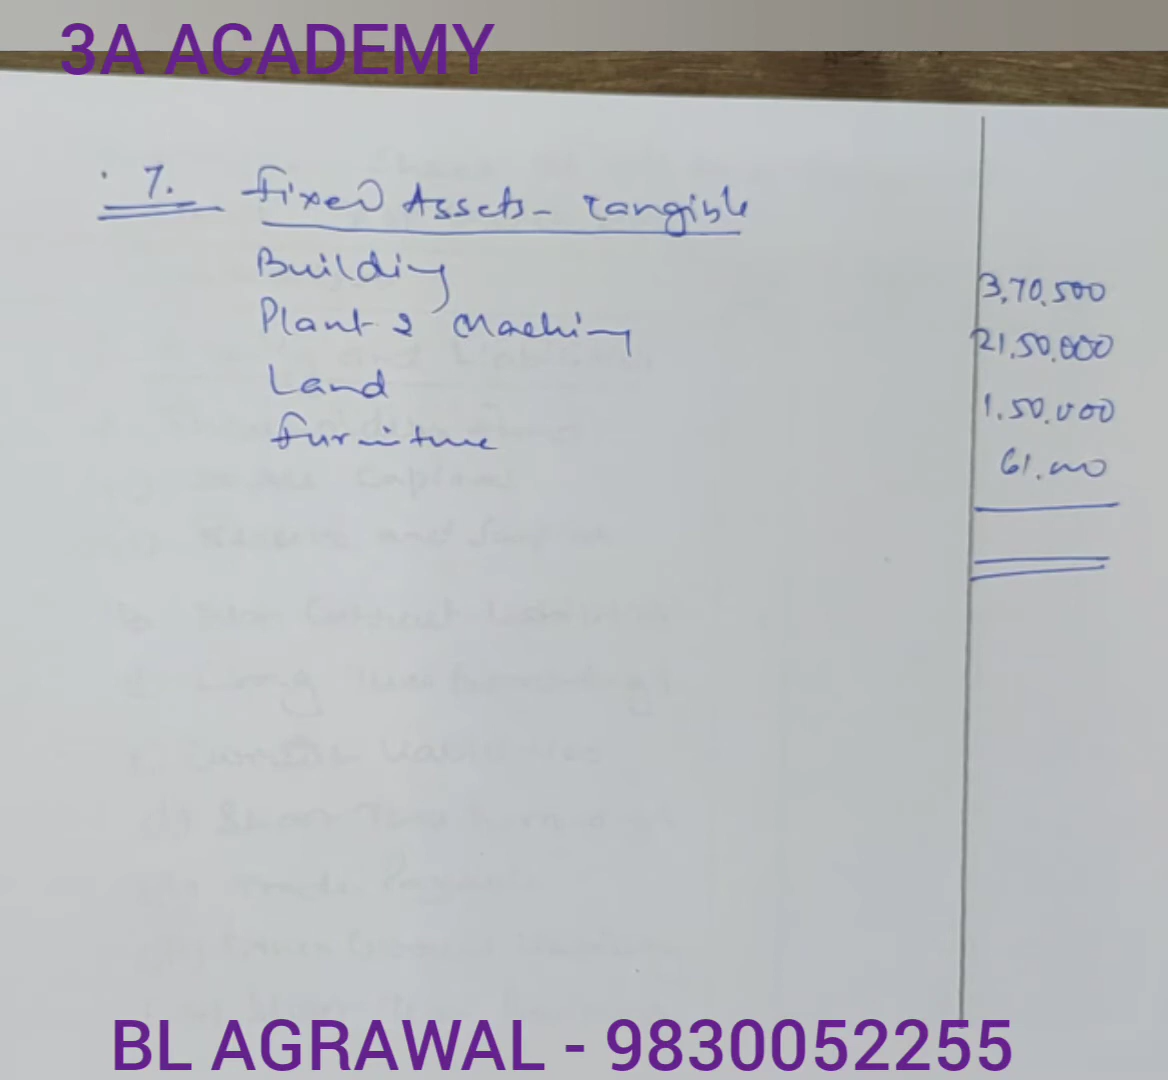 3A ACADEMY
7. Fixed Assets - Tangible
Building 3,70,500
Plant & Machin 21,50,000
Land 1,50,000
Furniture 61,000
BL AGRAWAL - 9830052255